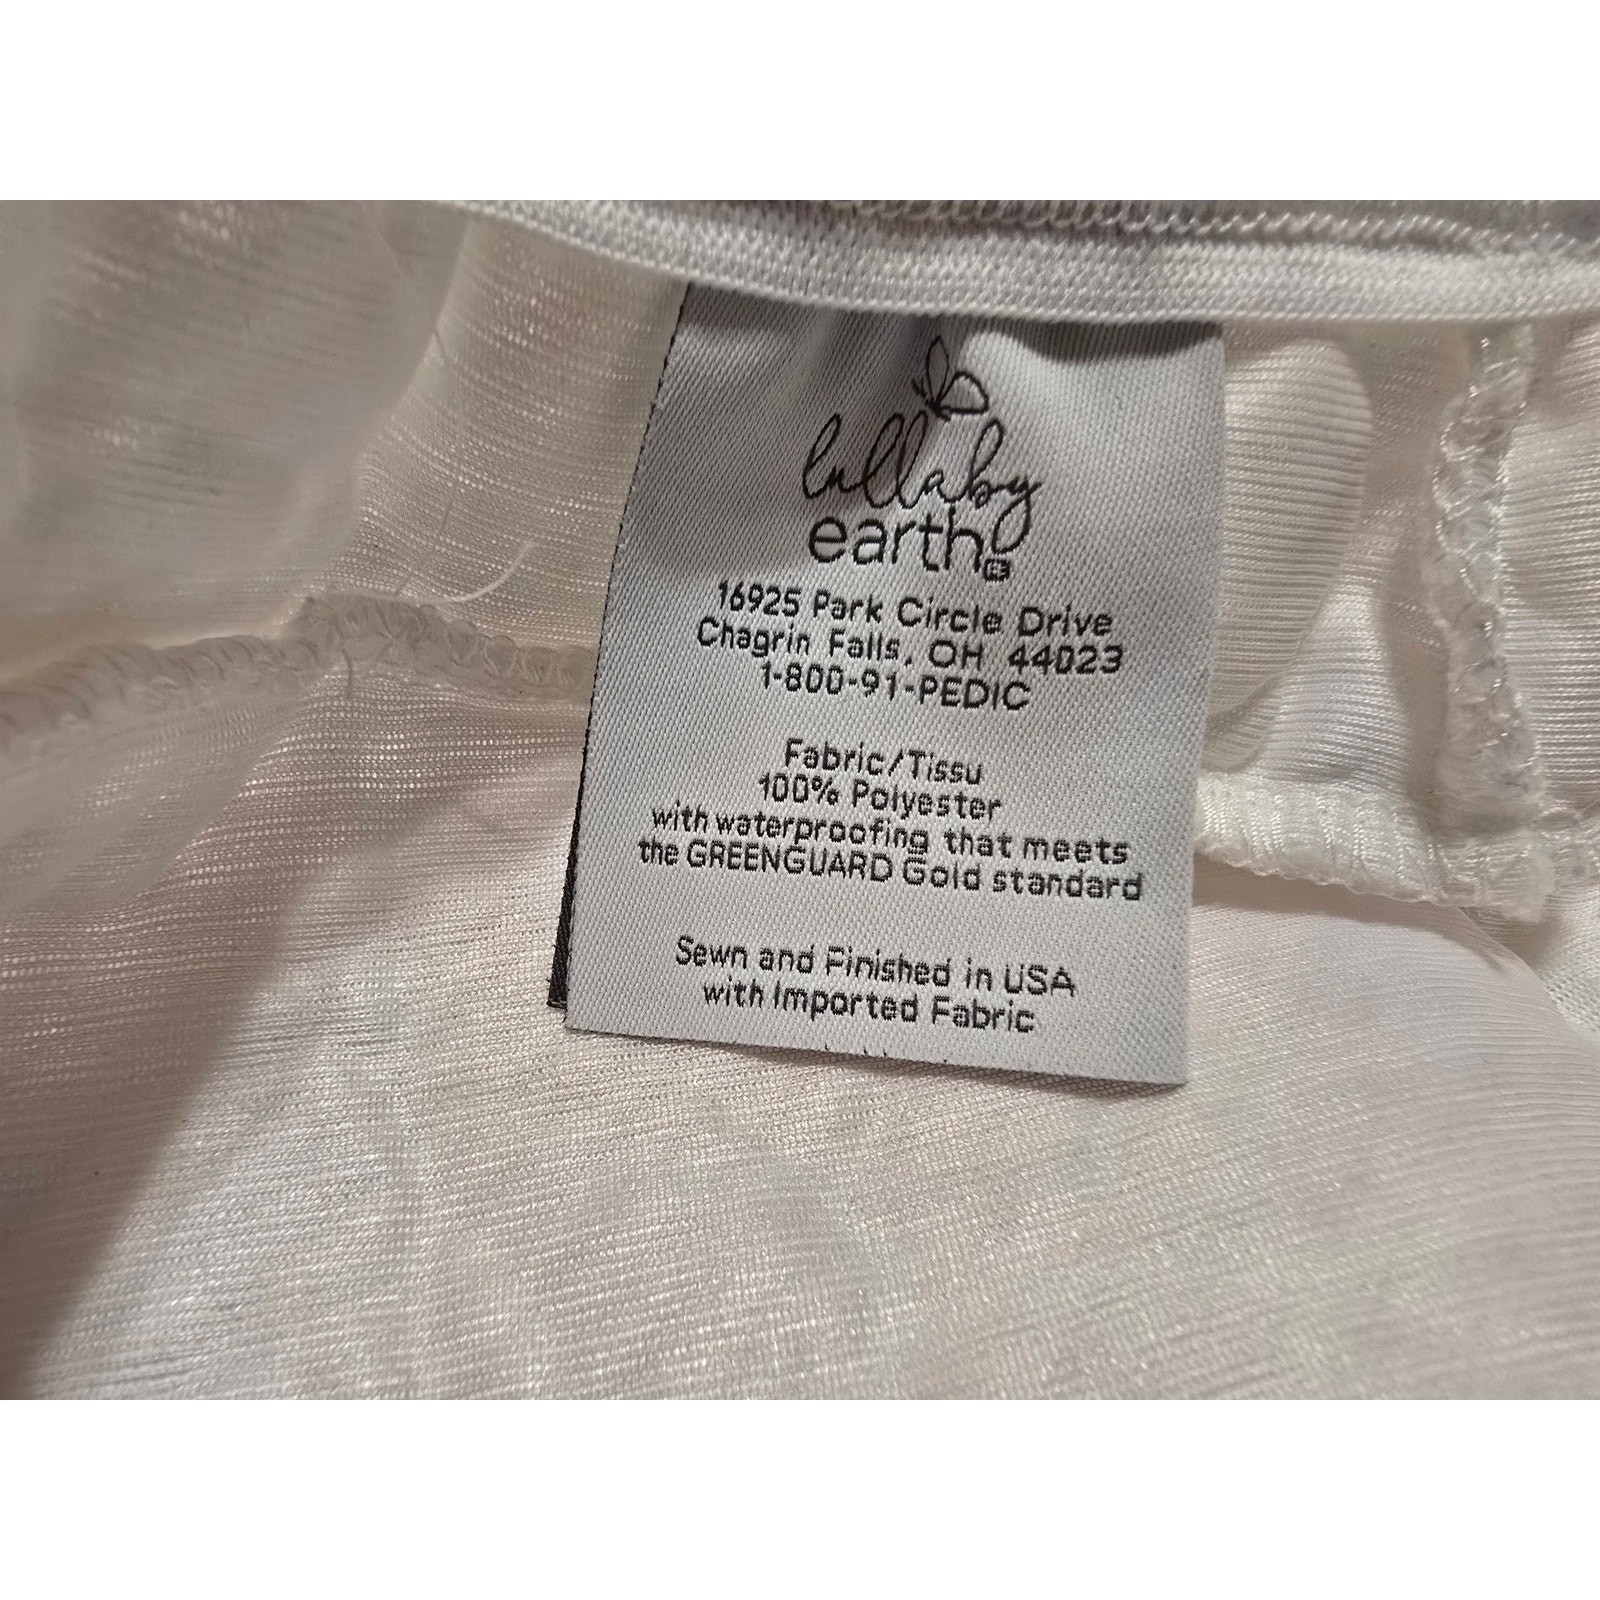 lullaby
earth
16925 Park Circle Drive
Chagrin Falls, OH 44023
1-800-91-PEDIC
Fabric/Tissu
100% Polyester
with waterproofing that meets
the GREENGUARD Gold standard
Sewn and Finished in USA
with Imported Fabric